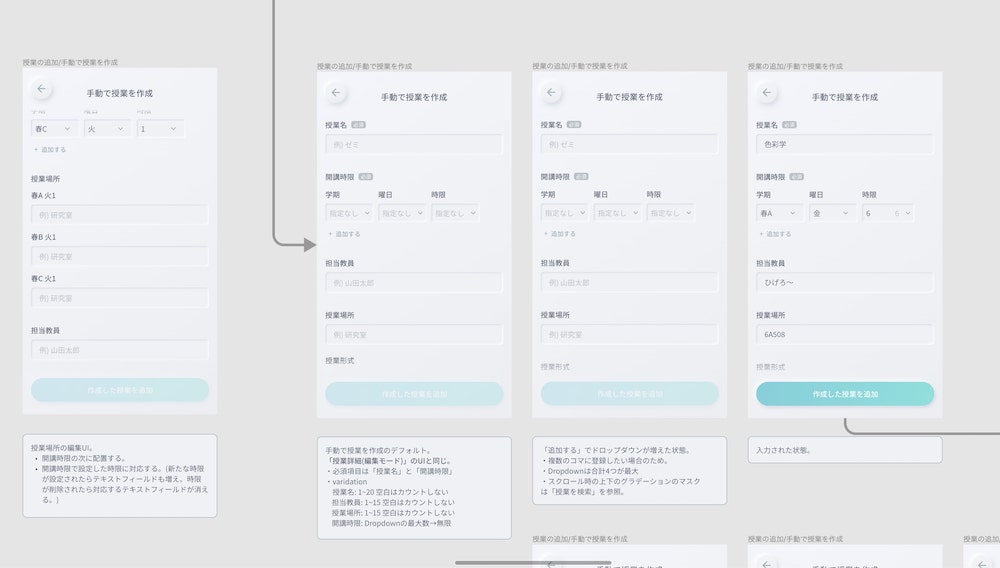 授業の追加/手動で授業を作成
手動で授業を作成
春C
火
1
+ 追加する
授業場所
春A 火1
例) 研究室
春B 火1
例) 研究室
春C 火1
例) 研究室
担当教員
例) 山田太郎
作成した授業を追加
授業場所の編集UI。
• 開講時限の次に配置する。
• 開講時限で設定した時限に対応する。(新たな時限
が設定されたらテキストフィールドも増え、時限
が削除されたら対応するテキストフィールドが消え
る。)
授業の追加/手動で授業を作成
手動で授業を作成
授業名 必須
例) ゼミ
開講時限 必須
学期 曜日 時限
指定なし 指定なし 指定なし
+ 追加する
担当教員
例) 山田太郎
授業場所
例) 研究室
授業形式
作成した授業を追加
手動で授業を作成のデフォルト。
「授業詳細(編集モード)」のUIと同じ。
・必須項目は「授業名」と「開講時限」
・varidation
授業名: 1~20 空白はカウントしない
担当教員: 1~15 空白はカウントしない
授業場所: 1~15 空白はカウントしない
開講時限: Dropdownの最大数→無限
授業の追加/手動で授業を作成
手動で授業を作成
授業名 必須
例) ゼミ
開講時限 必須
学期 曜日 時限
指定なし 指定なし 指定なし
+ 追加する
担当教員
例) 山田太郎
授業場所
例) 研究室
授業形式
作成した授業を追加
「追加する」でドロップダウンが増えた状態。
・複数のコマに登録したい場合のため。
・Dropdownは合計4つが最大
・スクロール時の上下のグラデーションのマスク
は「授業を検索」を参照。
授業の追加/手動で授業を作成
手動で授業を作成
授業名 必須
色彩学
開講時限 必須
学期 曜日 時限
春A 金 6 6
+ 追加する
担当教員
ひげろ〜
授業場所
6A508
授業形式
作成した授業を追加
入力された状態。
授業の追加/手動で授業を作成
授業の追加/手動で授業を作成
授業の追加